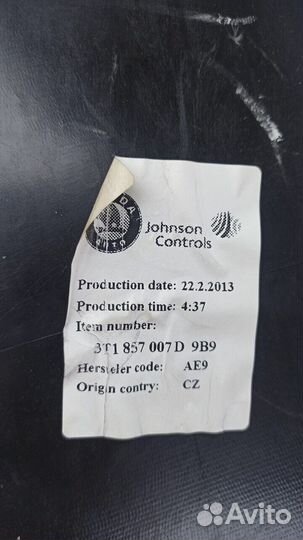 Johnson
Controls
Production date: 22.2.2013
Production time: 4:37
Item number:
3T1 857 007 D 9B9
Hersteler code: AE9
Origin contry: CZ
Avito